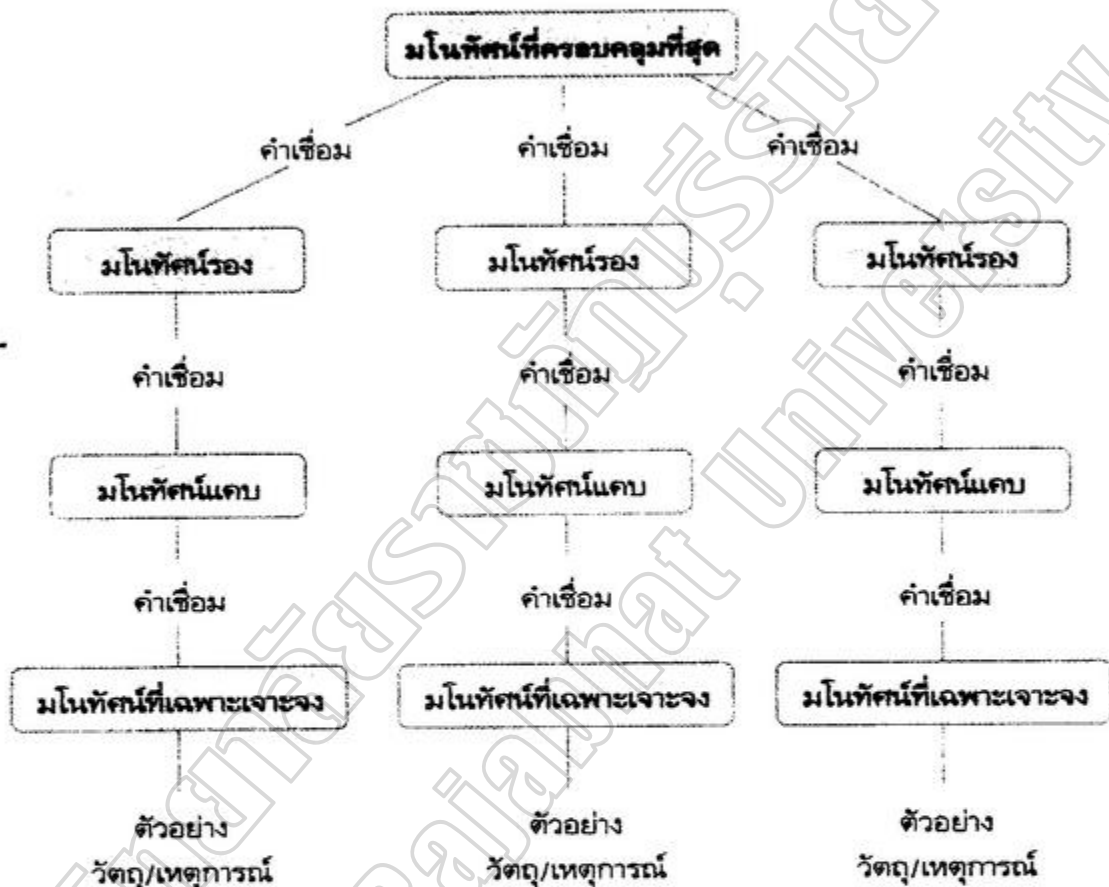 มโนทัศน์ที่ครอบคลุมที่สุด
คำเชื่อม คำเชื่อม คำเชื่อม
มโนทัศน์รอง มโนทัศน์รอง มโนทัศน์รอง
คำเชื่อม คำเชื่อม คำเชื่อม
มโนทัศน์แคบ มโนทัศน์แคบ มโนทัศน์แคบ
คำเชื่อม คำเชื่อม คำเชื่อม
มโนทัศน์ที่เฉพาะเจาะจง มโนทัศน์ที่เฉพาะเจาะจง มโนทัศน์ที่เฉพาะเจาะจง
ตัวอย่าง ตัวอย่าง ตัวอย่าง
วัตถุ/เหตุการณ์ วัตถุ/เหตุการณ์ วัตถุ/เหตุการณ์
Rajabhat University